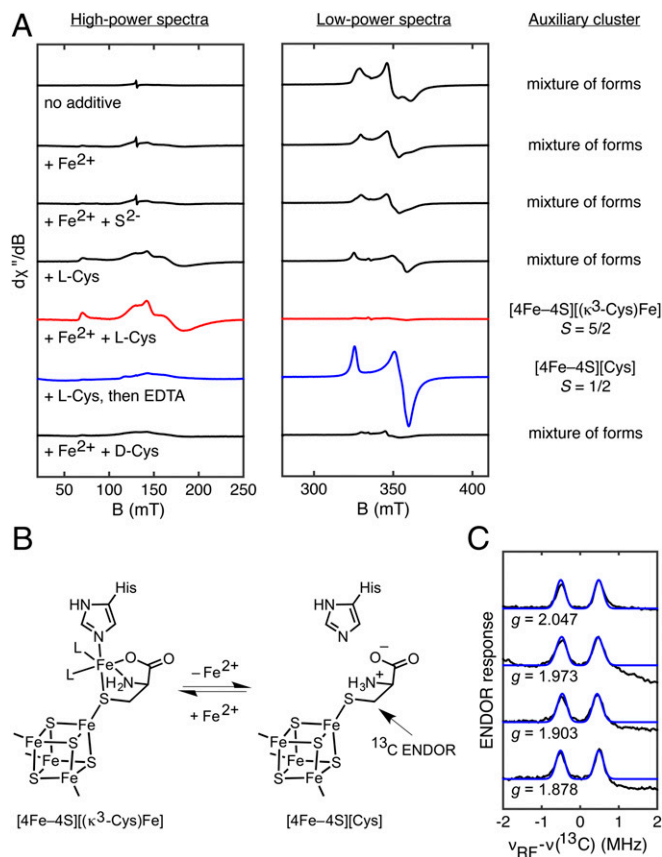 A
High-power spectra
Low-power spectra
Auxiliary cluster
no additive
mixture of forms
+ Fe2+
mixture of forms
+ Fe2+ + S2-
mixture of forms
+ L-Cys
mixture of forms
+ Fe2+ + L-Cys
[4Fe–4S][(κ3-Cys)Fe]
S = 5/2
+ L-Cys, then EDTA
[4Fe–4S][Cys]
S = 1/2
+ Fe2+ + D-Cys
mixture of forms
dχ"/dB
50 100 150 200 250
B (mT)
280 320 360 400
B (mT)
B
His
HN
N
L
L
Fe
O
O
H2N
S
Fe
S
Fe
S
Fe
S
S
Fe
[4Fe–4S][(κ3-Cys)Fe]
– Fe2+
+ Fe2+
His
HN
N
O–
O
H3N+
S
13C ENDOR
Fe
S
Fe
S
Fe
S
S
Fe
[4Fe–4S][Cys]
C
ENDOR response
g = 2.047
g = 1.973
g = 1.903
g = 1.878
-2 -1 0 1 2
νRF-ν(13C) (MHz)